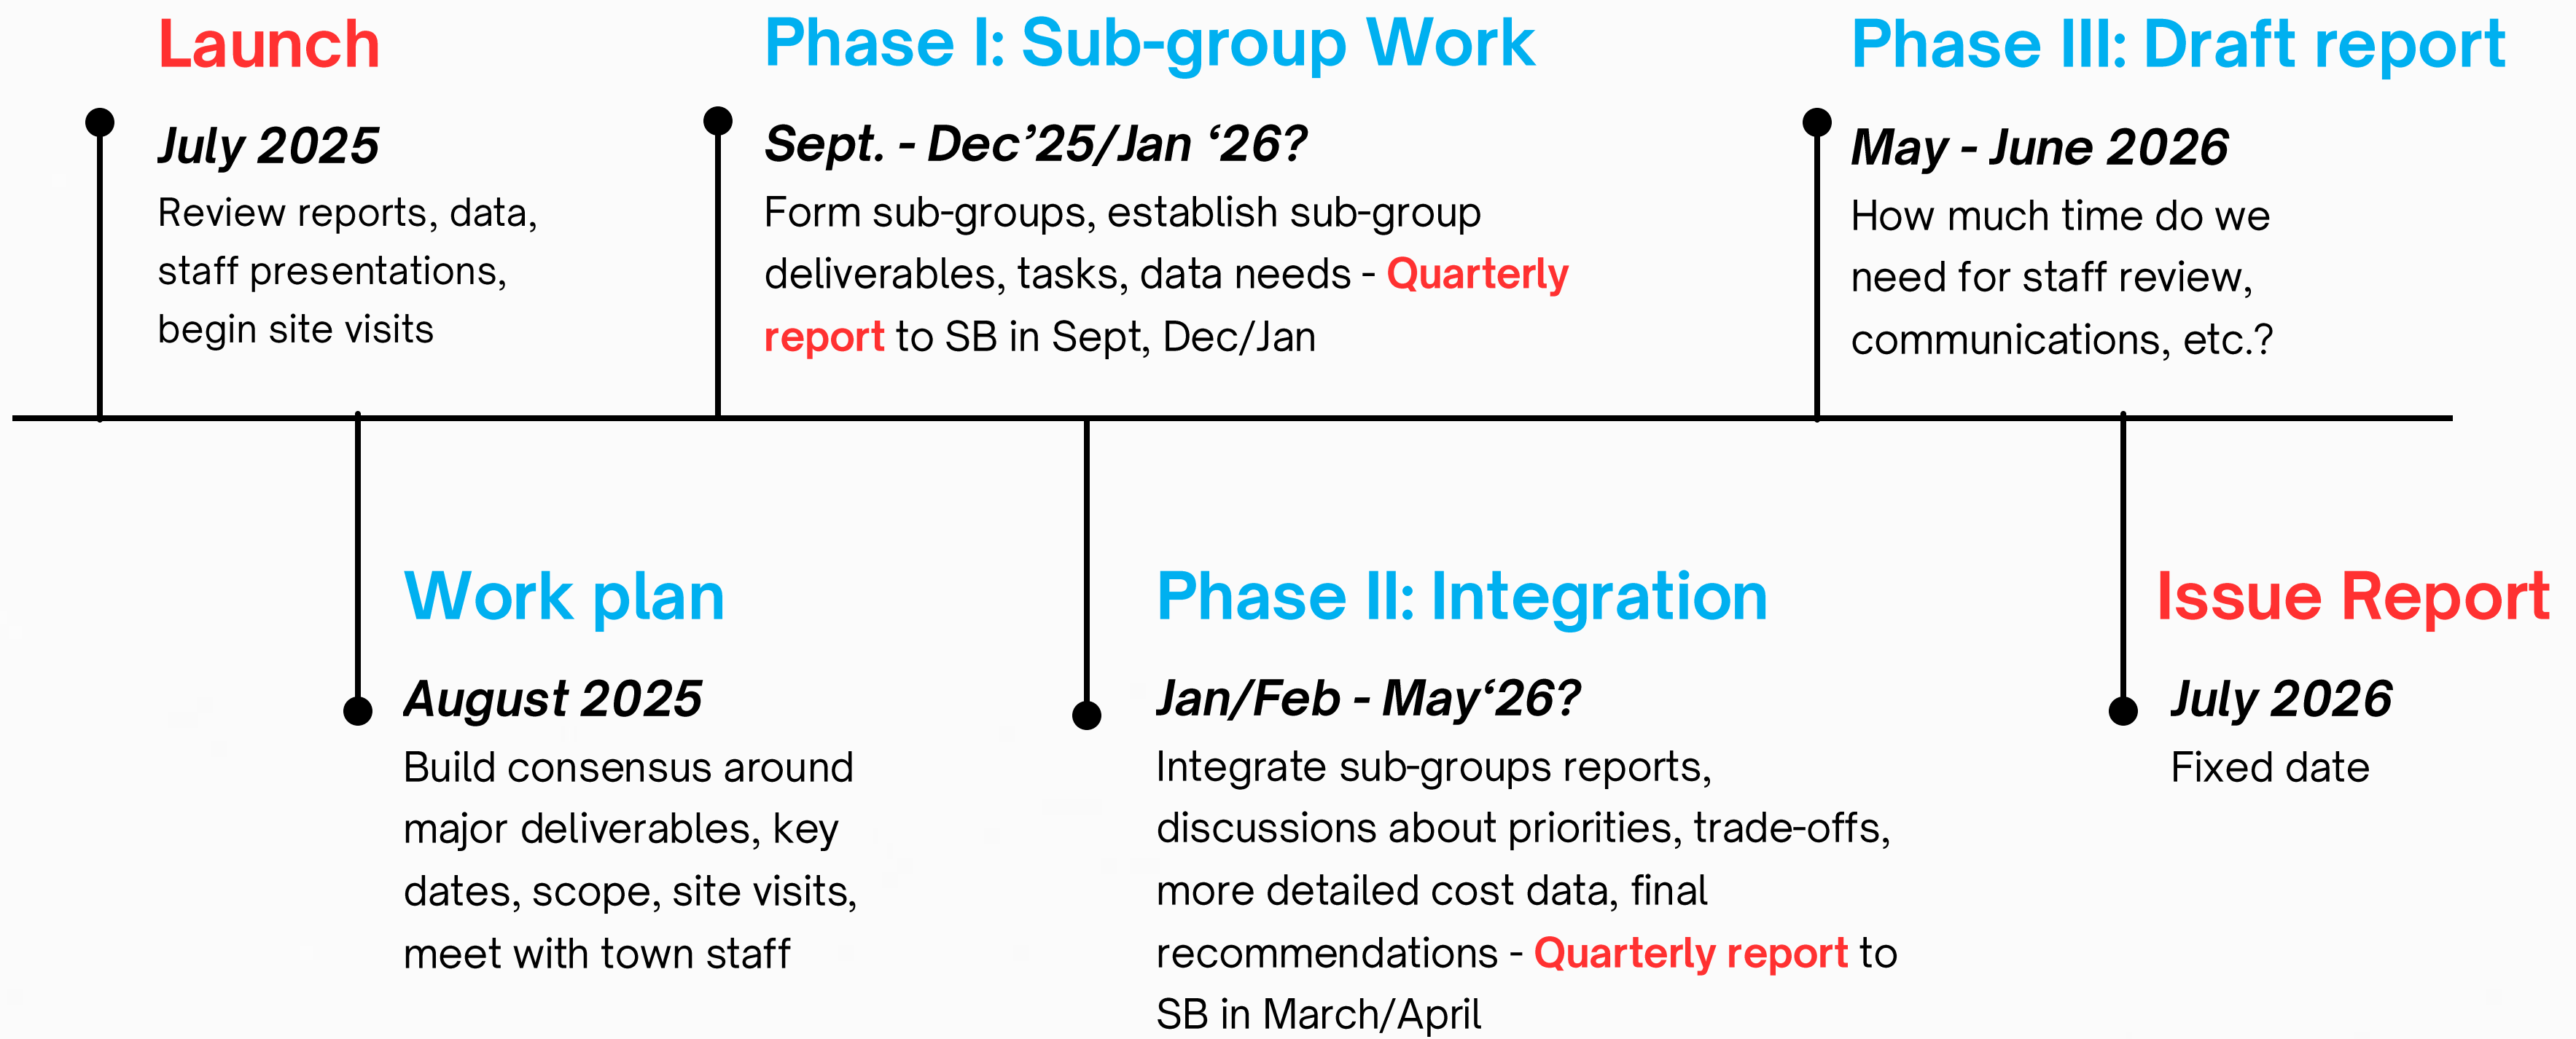 Launch
July 2025
Review reports, data,
staff presentations,
begin site visits
Work plan
August 2025
Build consensus around
major deliverables, key
dates, scope, site visits,
meet with town staff
Phase I: Sub-group Work
Sept. - Dec’25/Jan ‘26?
Form sub-groups, establish sub-group
deliverables, tasks, data needs - Quarterly
report to SB in Sept, Dec/Jan
Phase II: Integration
Jan/Feb - May‘26?
Integrate sub-groups reports,
discussions about priorities, trade-offs,
more detailed cost data, final
recommendations - Quarterly report to
SB in March/April
Phase III: Draft report
May - June 2026
How much time do we
need for staff review,
communications, etc.?
Issue Report
July 2026
Fixed date